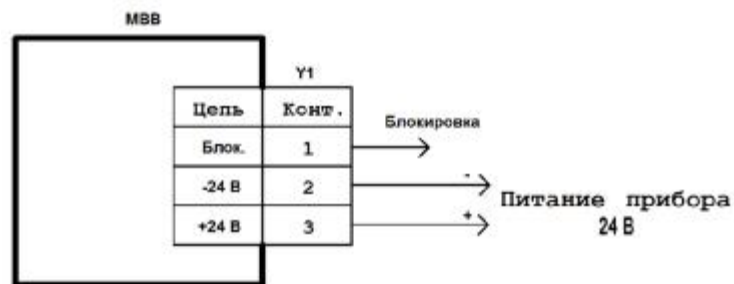 МВВ
Y1
Цепь Конт.
Блок. 1
Блокировка
-24 В 2
-
+24 В 3
+
Питание прибора
24 В